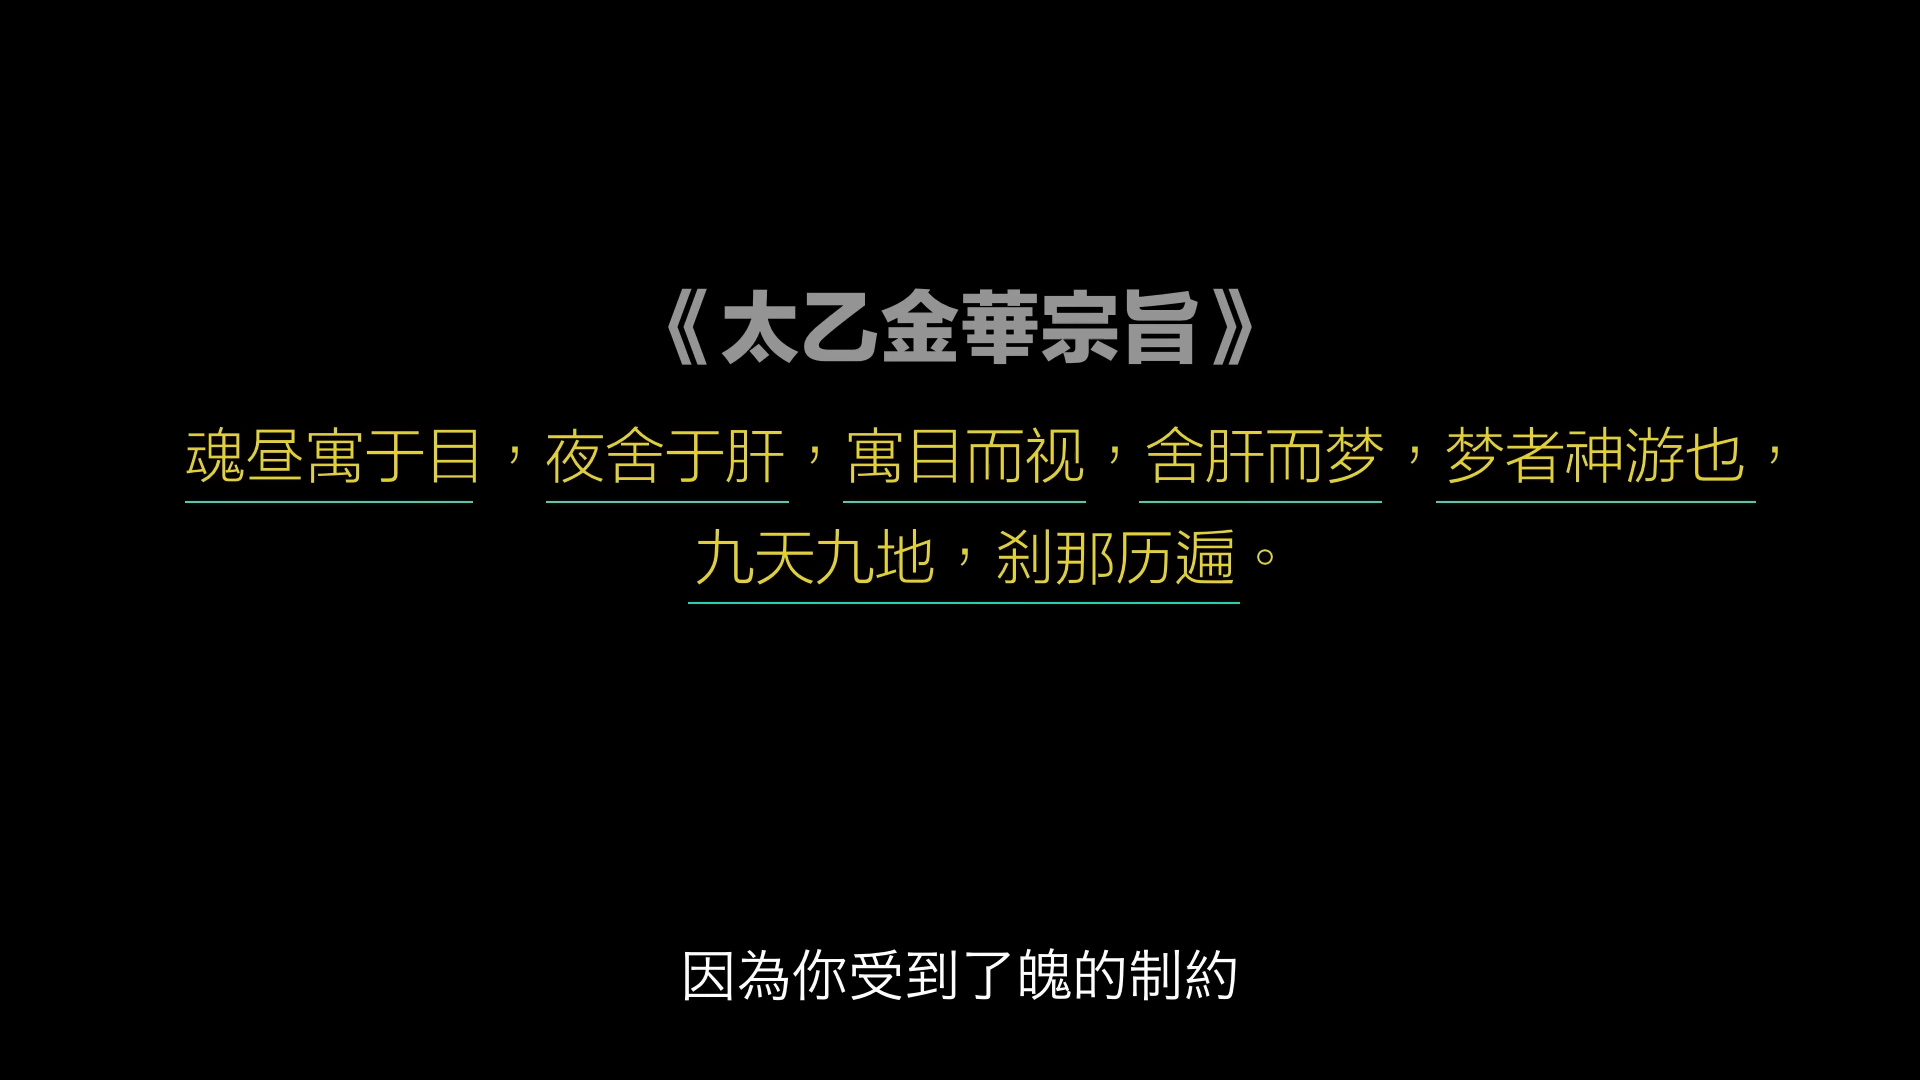 《太乙金華宗旨》
魂昼寓于目，夜舍于肝，寓目而视，舍肝而梦，梦者神游也，
九天九地，刹那历遍。
因為你受到了魄的制約